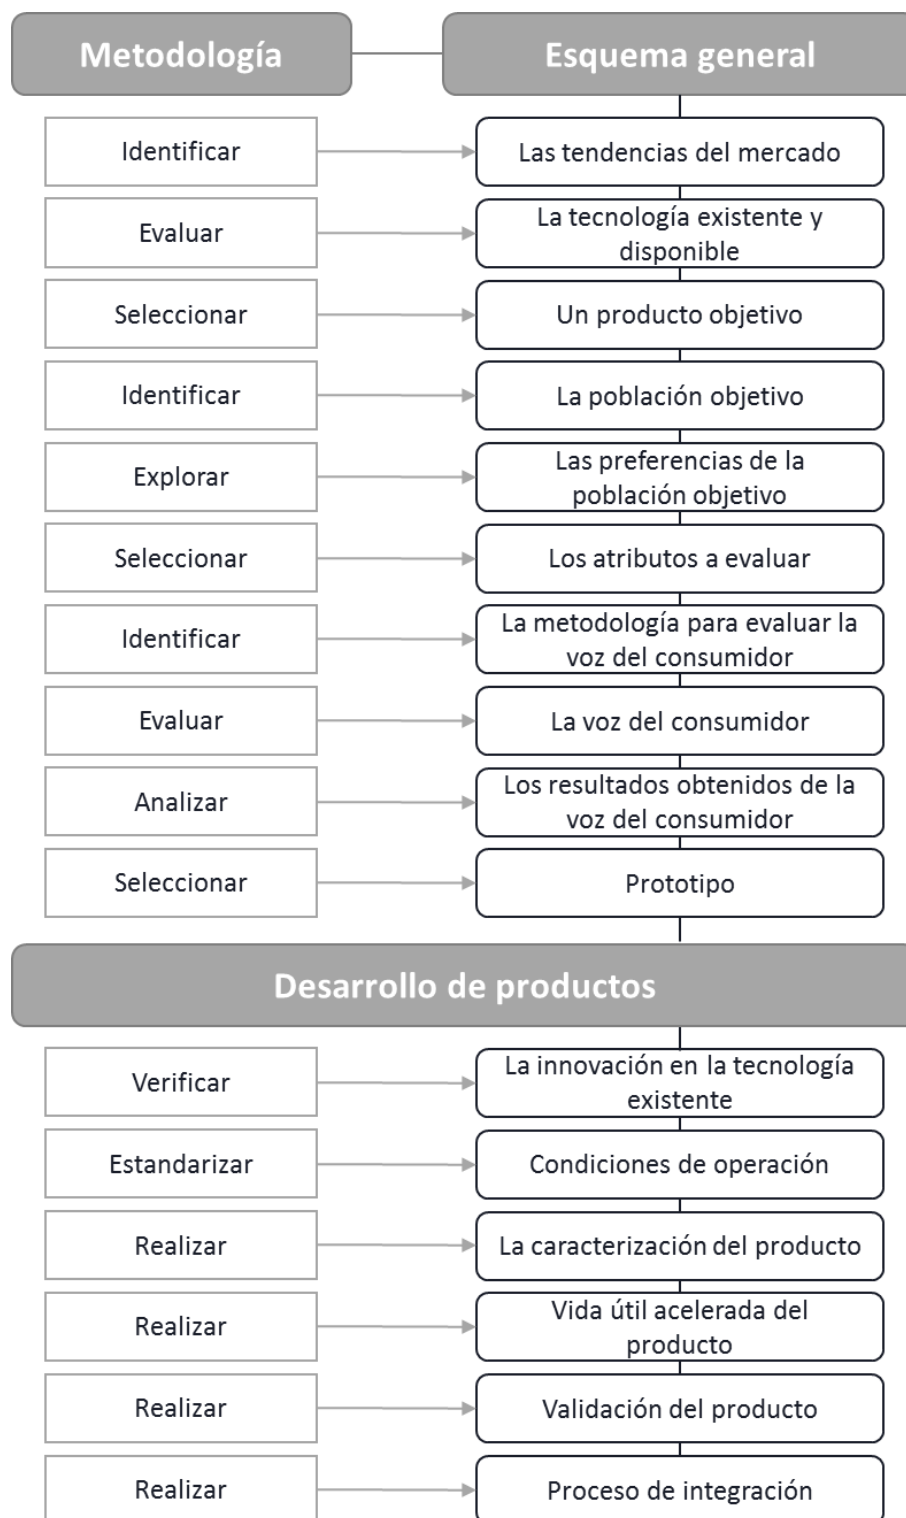 Metodología
Esquema general
Identificar
Las tendencias del mercado
Evaluar
La tecnología existente y
disponible
Seleccionar
Un producto objetivo
Identificar
La población objetivo
Explorar
Las preferencias de la
población objetivo
Seleccionar
Los atributos a evaluar
Identificar
La metodología para evaluar la
voz del consumidor
Evaluar
La voz del consumidor
Analizar
Los resultados obtenidos de la
voz del consumidor
Seleccionar
Prototipo
Desarrollo de productos
Verificar
La innovación en la tecnología
existente
Estandarizar
Condiciones de operación
Realizar
La caracterización del producto
Realizar
Vida útil acelerada del
producto
Realizar
Validación del producto
Realizar
Proceso de integración